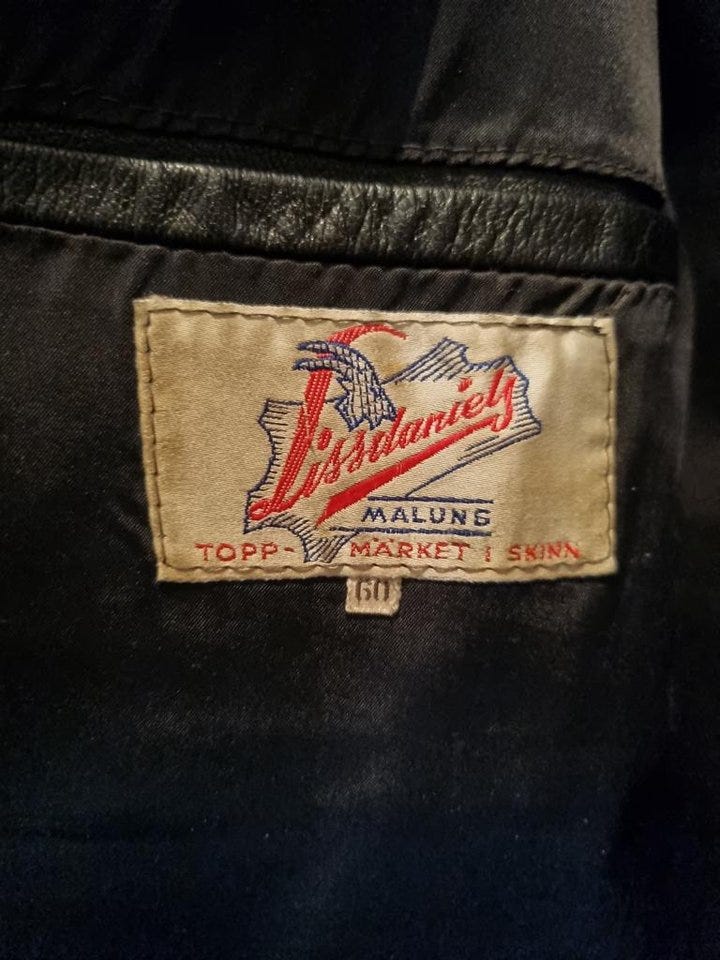 Lissdaniels
MALUNG
TOPP-MÄRKET I SKINN
60